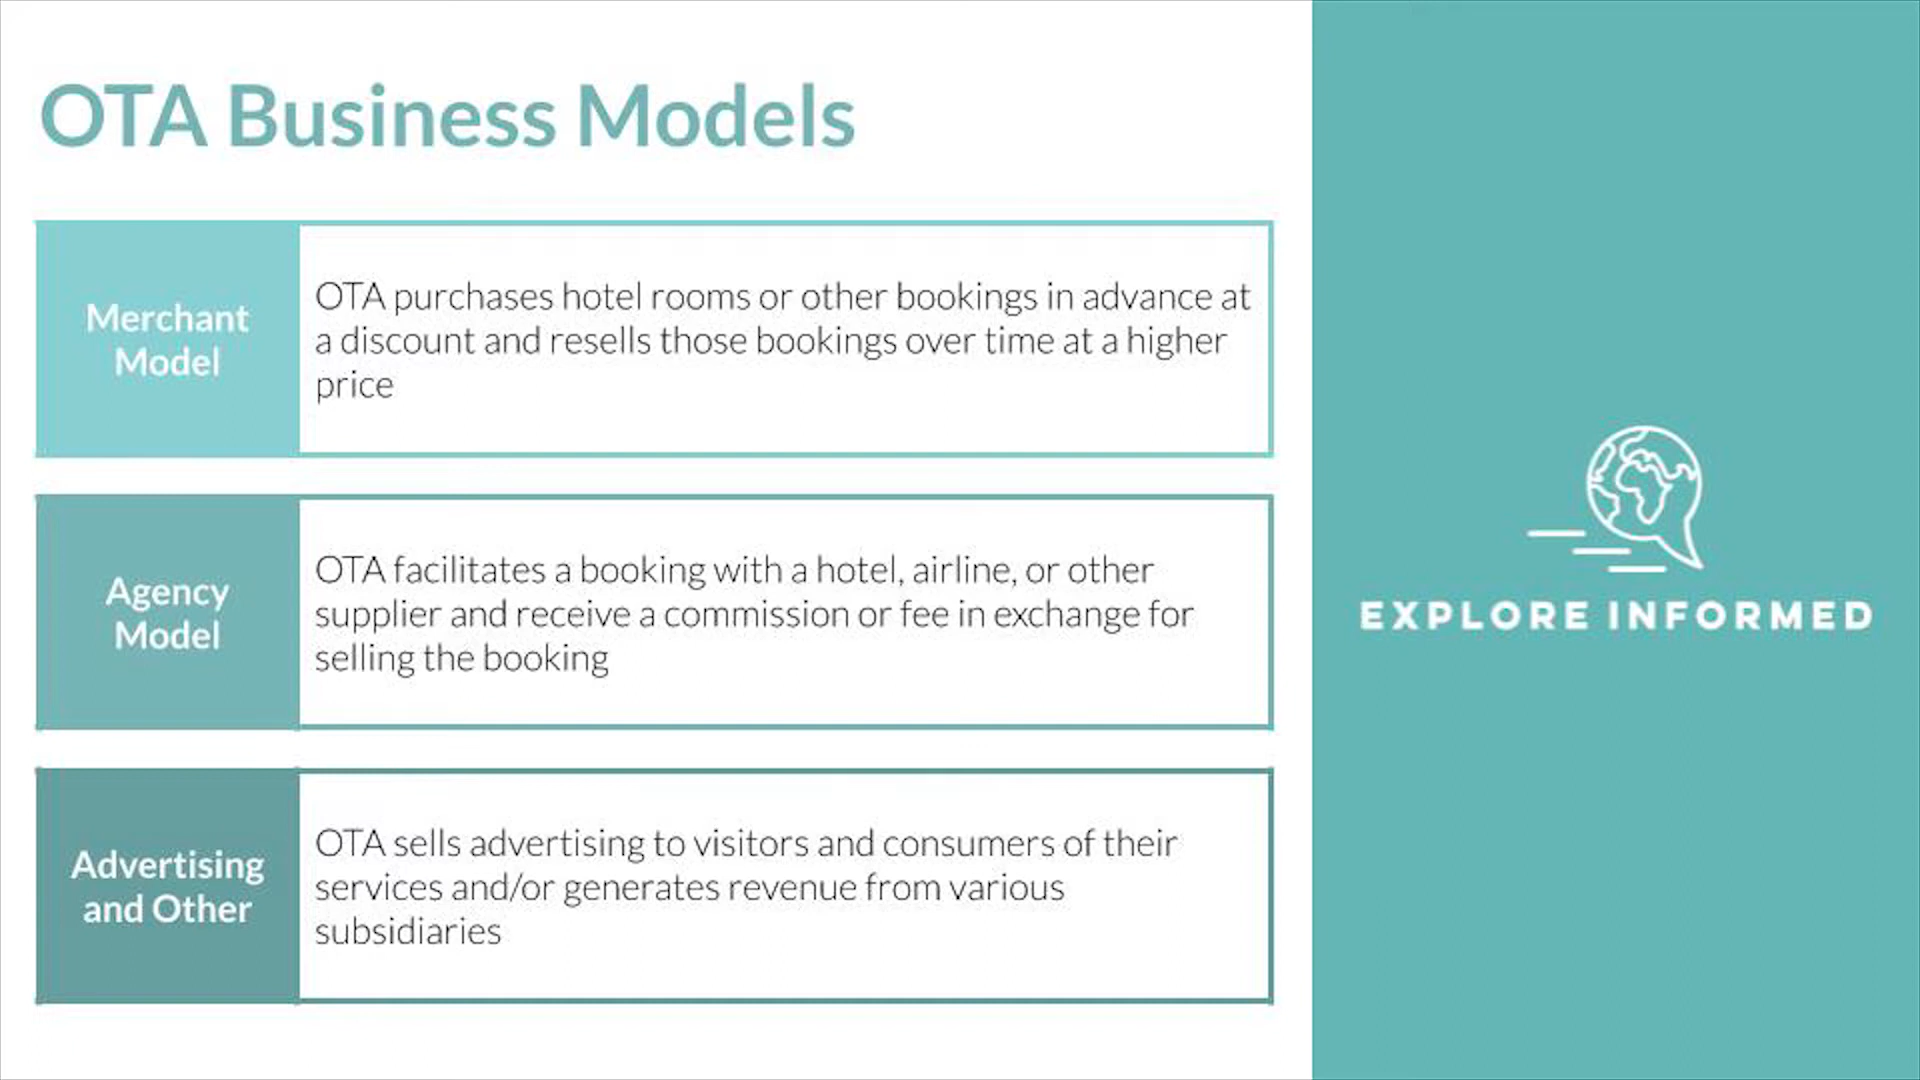 OTA Business Models
Merchant
Model
OTA purchases hotel rooms or other bookings in advance at
a discount and resells those bookings over time at a higher
price
Agency
Model
OTA facilitates a booking with a hotel, airline, or other
supplier and receive a commission or fee in exchange for
selling the booking
Advertising
and Other
OTA sells advertising to visitors and consumers of their
services and/or generates revenue from various
subsidiaries
EXPLORE INFORMED